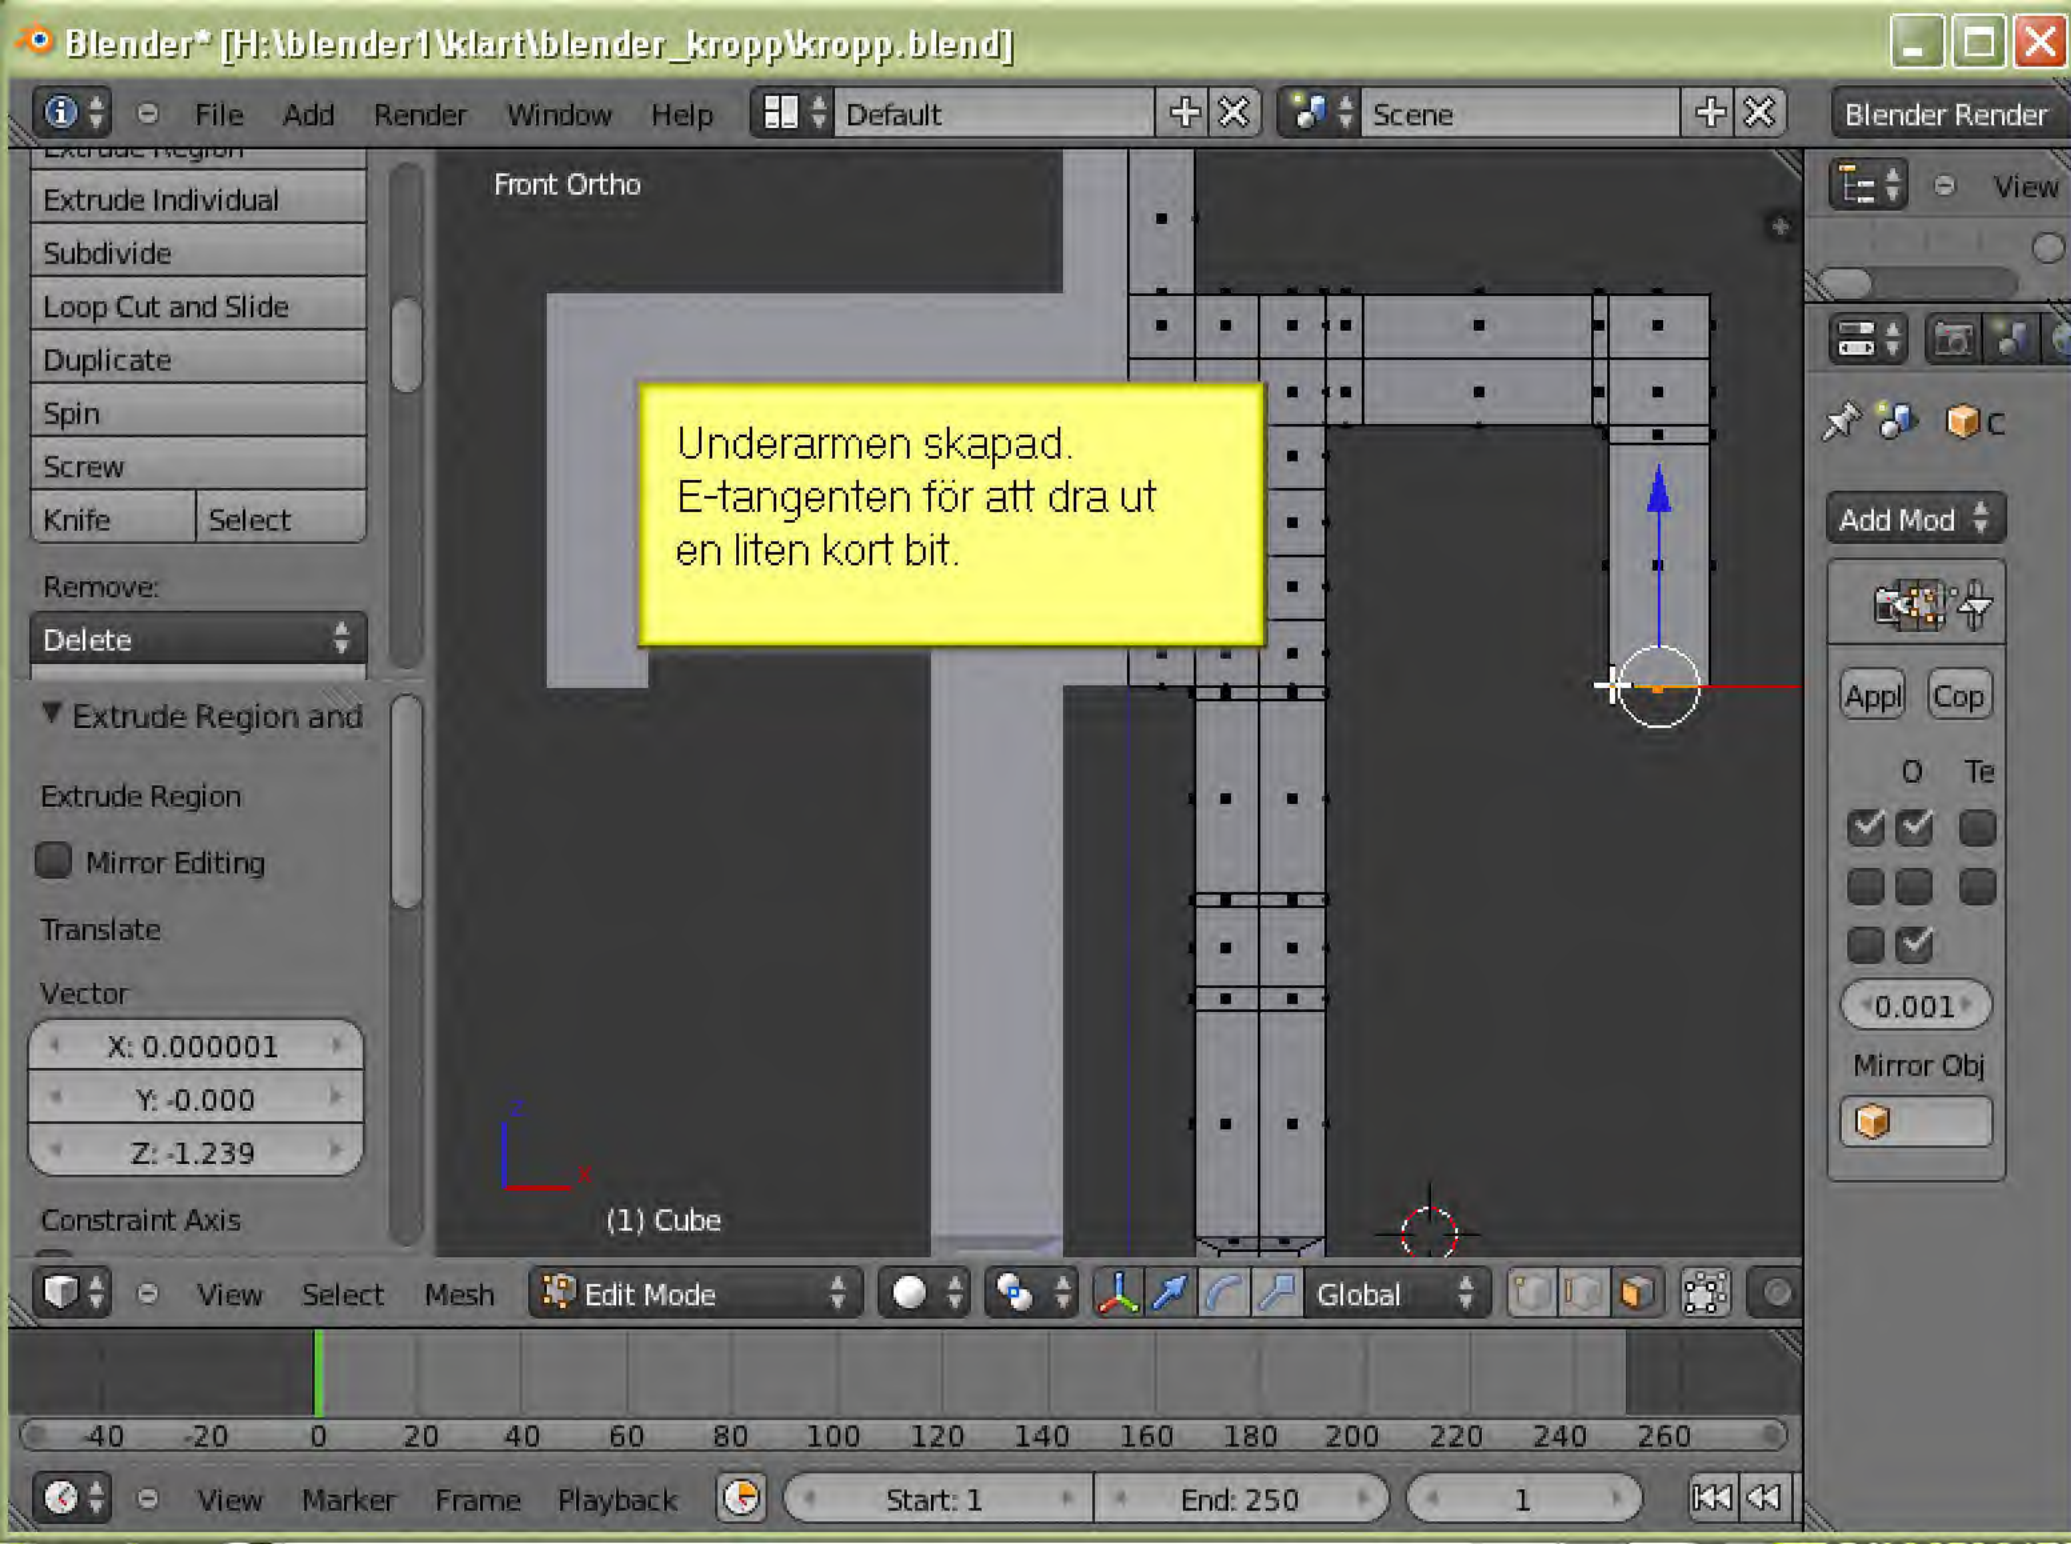 Blender* [H:\blender1\klart\blender_kropp\kropp.blend]
File Add Render Window Help Default Scene Blender Render
Extrude Region
Extrude Individual
Subdivide
Loop Cut and Slide
Duplicate
Spin
Screw
Knife Select
Remove:
Delete
Extrude Region and
Extrude Region
Mirror Editing
Translate
Vector
X: 0.000001
Y: -0.000
Z: -1.239
Constraint Axis
Front Ortho
Underarmen skapad.
E-tangenten för att dra ut
en liten kort bit.
z
x
(1) Cube
View
C
Add Mod
Appl Cop
O Te
0.001
Mirror Obj
View Select Mesh Edit Mode Global
-40 -20 0 20 40 60 80 100 120 140 160 180 200 220 240 260
View Marker Frame Playback Start: 1 End: 250 1